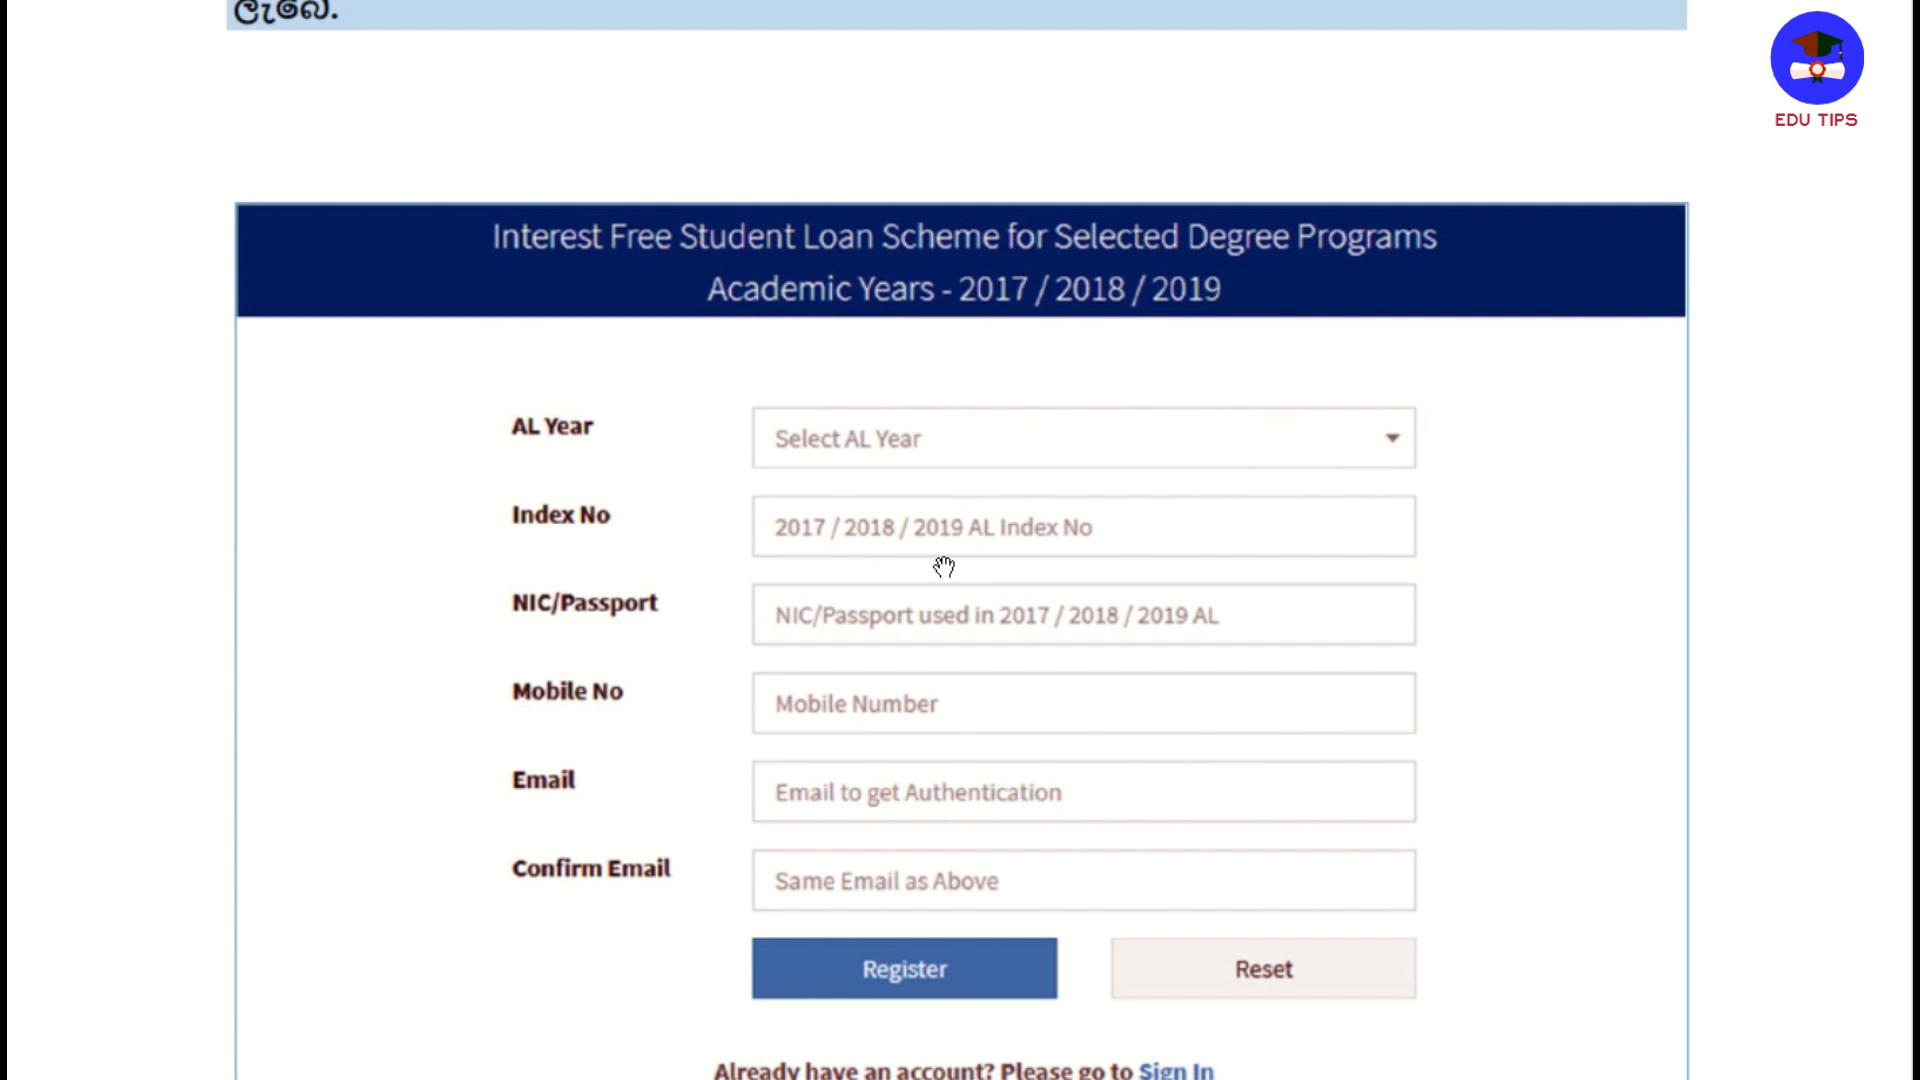 ලැබේ.
EDU TIPS
Interest Free Student Loan Scheme for Selected Degree Programs
Academic Years - 2017 / 2018 / 2019
AL Year
Select AL Year
Index No
2017 / 2018 / 2019 AL Index No
NIC/Passport
NIC/Passport used in 2017 / 2018 / 2019 AL
Mobile No
Mobile Number
Email
Email to get Authentication
Confirm Email
Same Email as Above
Register Reset
Already have an account? Please go to Sign In